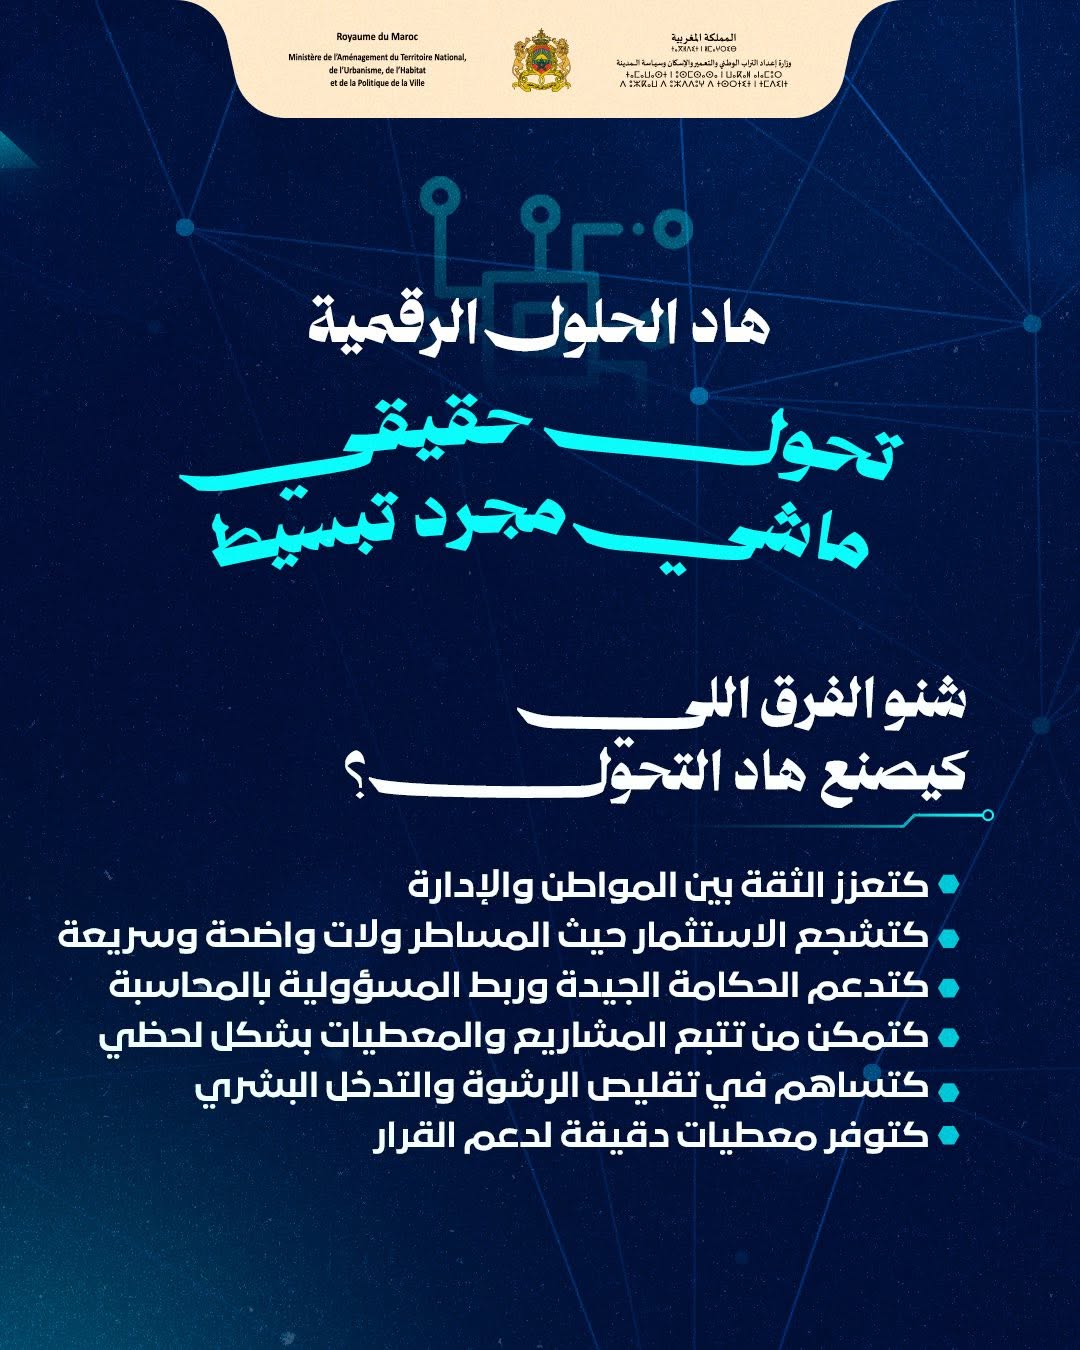 Royaume du Maroc
Ministère de l'Aménagement du Territoire National,
de l'Urbanisme, de l'Habitat
et de la Politique de la Ville
المملكة المغربية
ⵜⴰⴳⵍⴷⵉⵜ ⵏ ⵍⵎⵖⵔⵉⴱ
وزارة إعداد التراب الوطني والتعمير والإسكان وسياسة المدينة
هاد الحلول الرقمية
تحول حقيقي
ماشي مجرد تبسيط
شنو الفرق اللي
كيصنع هاد التحوّل؟
كتعزز الثقة بين المواطن والإدارة
كتشجع الاستثمار حيث المساطر ولات واضحة وسريعة
كتدعم الحكامة الجيدة وربط المسؤولية بالمحاسبة
كتمكن من تتبع المشاريع والمعطيات بشكل لحظي
كتساهم في تقليص الرشوة والتدخل البشري
كتوفر معطيات دقيقة لدعم القرار